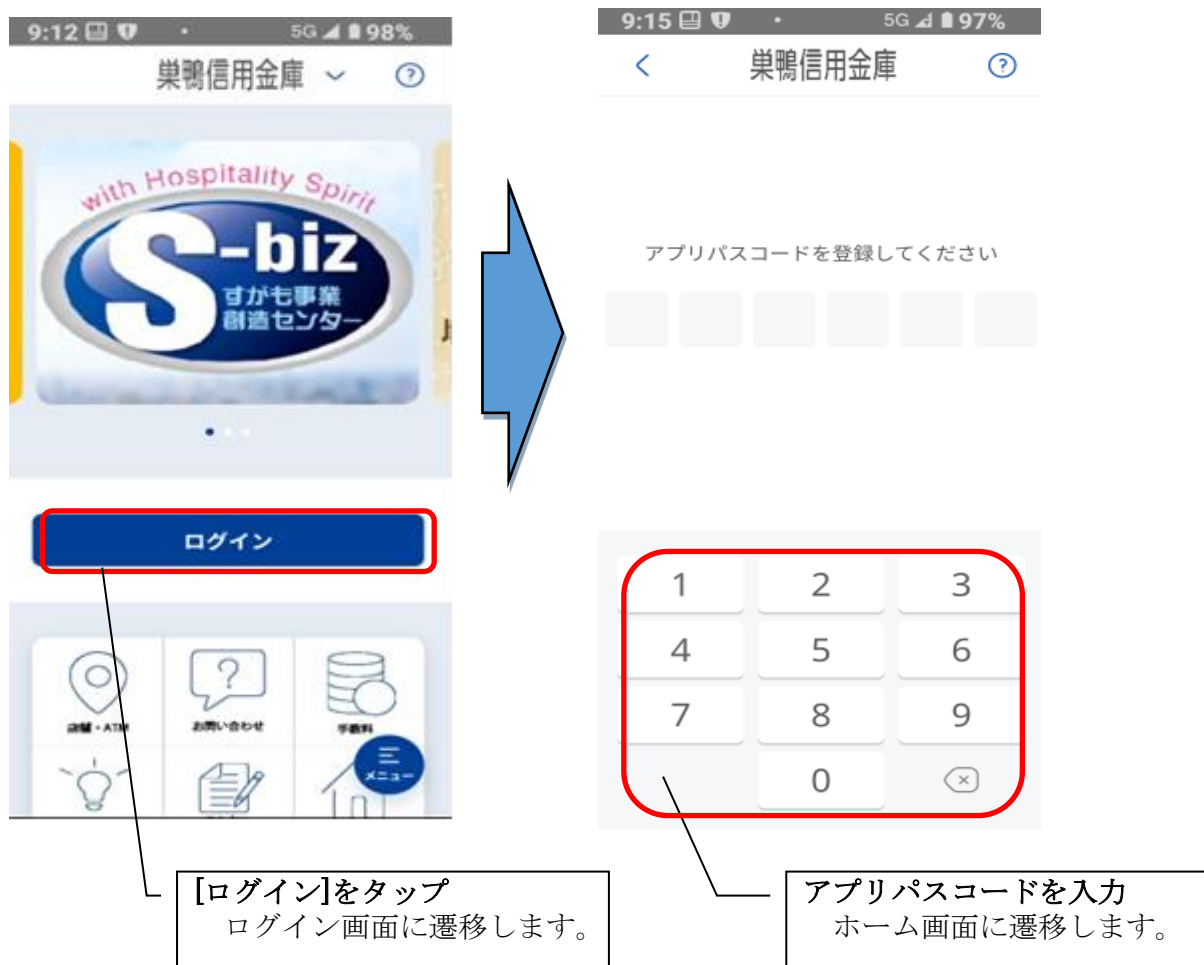 9:12 5G 98%
巣鴨信用金庫
with Hospitality Spirit
S-biz
すがも事業
創造センター
ログイン
店舗・ATM お問い合わせ 手数料
メニュー
[ログイン]をタップ
ログイン画面に遷移します。
9:15 5G 97%
巣鴨信用金庫
アプリパスコードを登録してください
1 2 3
4 5 6
7 8 9
0
アプリパスコードを入力
ホーム画面に遷移します。